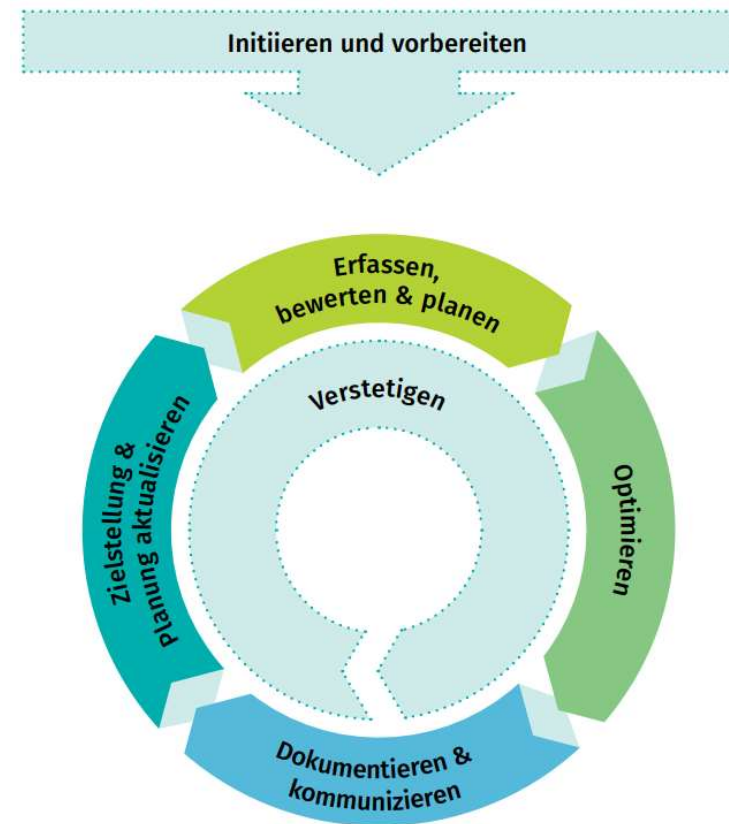 Initiieren und vorbereiten
Erfassen,
bewerten & planen
Verstetigen
Optimieren
Zielstellung &
Planung aktualisieren
Dokumentieren &
kommunizieren